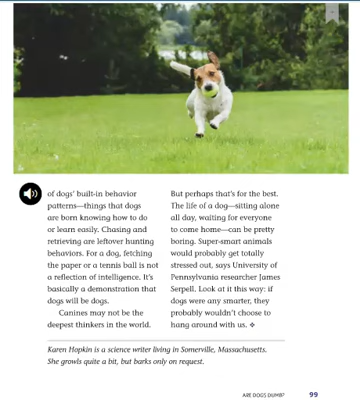 of dogs' built-in behavior
patterns—things that dogs
are born knowing how to do
or learn easily. Chasing and
retrieving are leftover hunting
behaviors. For a dog, fetching
the paper or a tennis ball is not
a reflection of intelligence. It's
basically a demonstration that
dogs will be dogs.
Canines may not be the
deepest thinkers in the world.
But perhaps that's for the best.
The life of a dog—sitting alone
all day, waiting for everyone
to come home—can be pretty
boring. Super-smart animals
would probably get totally
stressed out, says University of
Pennsylvania researcher James
Serpell. Look at it this way: if
dogs were any smarter, they
probably wouldn't choose to
hang around with us. ❖
Karen Hopkin is a science writer living in Somerville, Massachusetts.
She growls quite a bit, but barks only on request.
ARE DOGS DUMB? 99